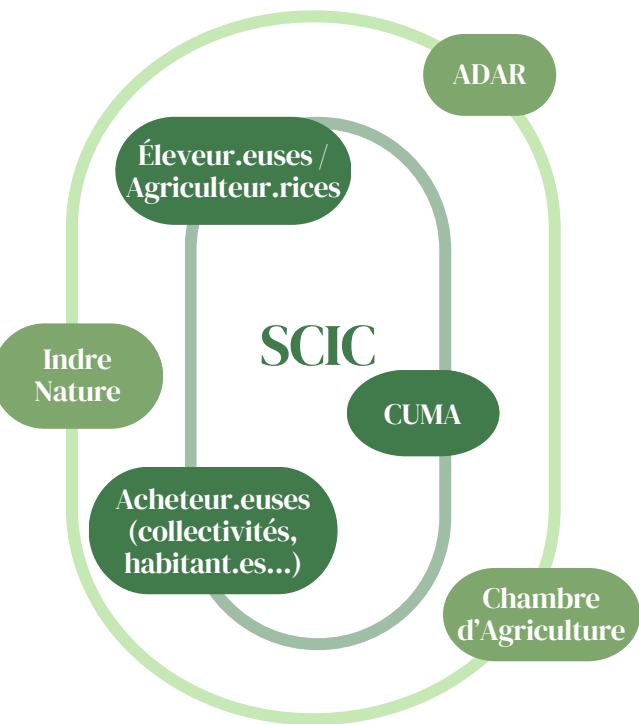 ADAR
Éleveur.euses /
Agriculteur.rices
SCIC
Indre
Nature
CUMA
Acheteur.euses
(collectivités,
habitant.es...)
Chambre
d'Agriculture